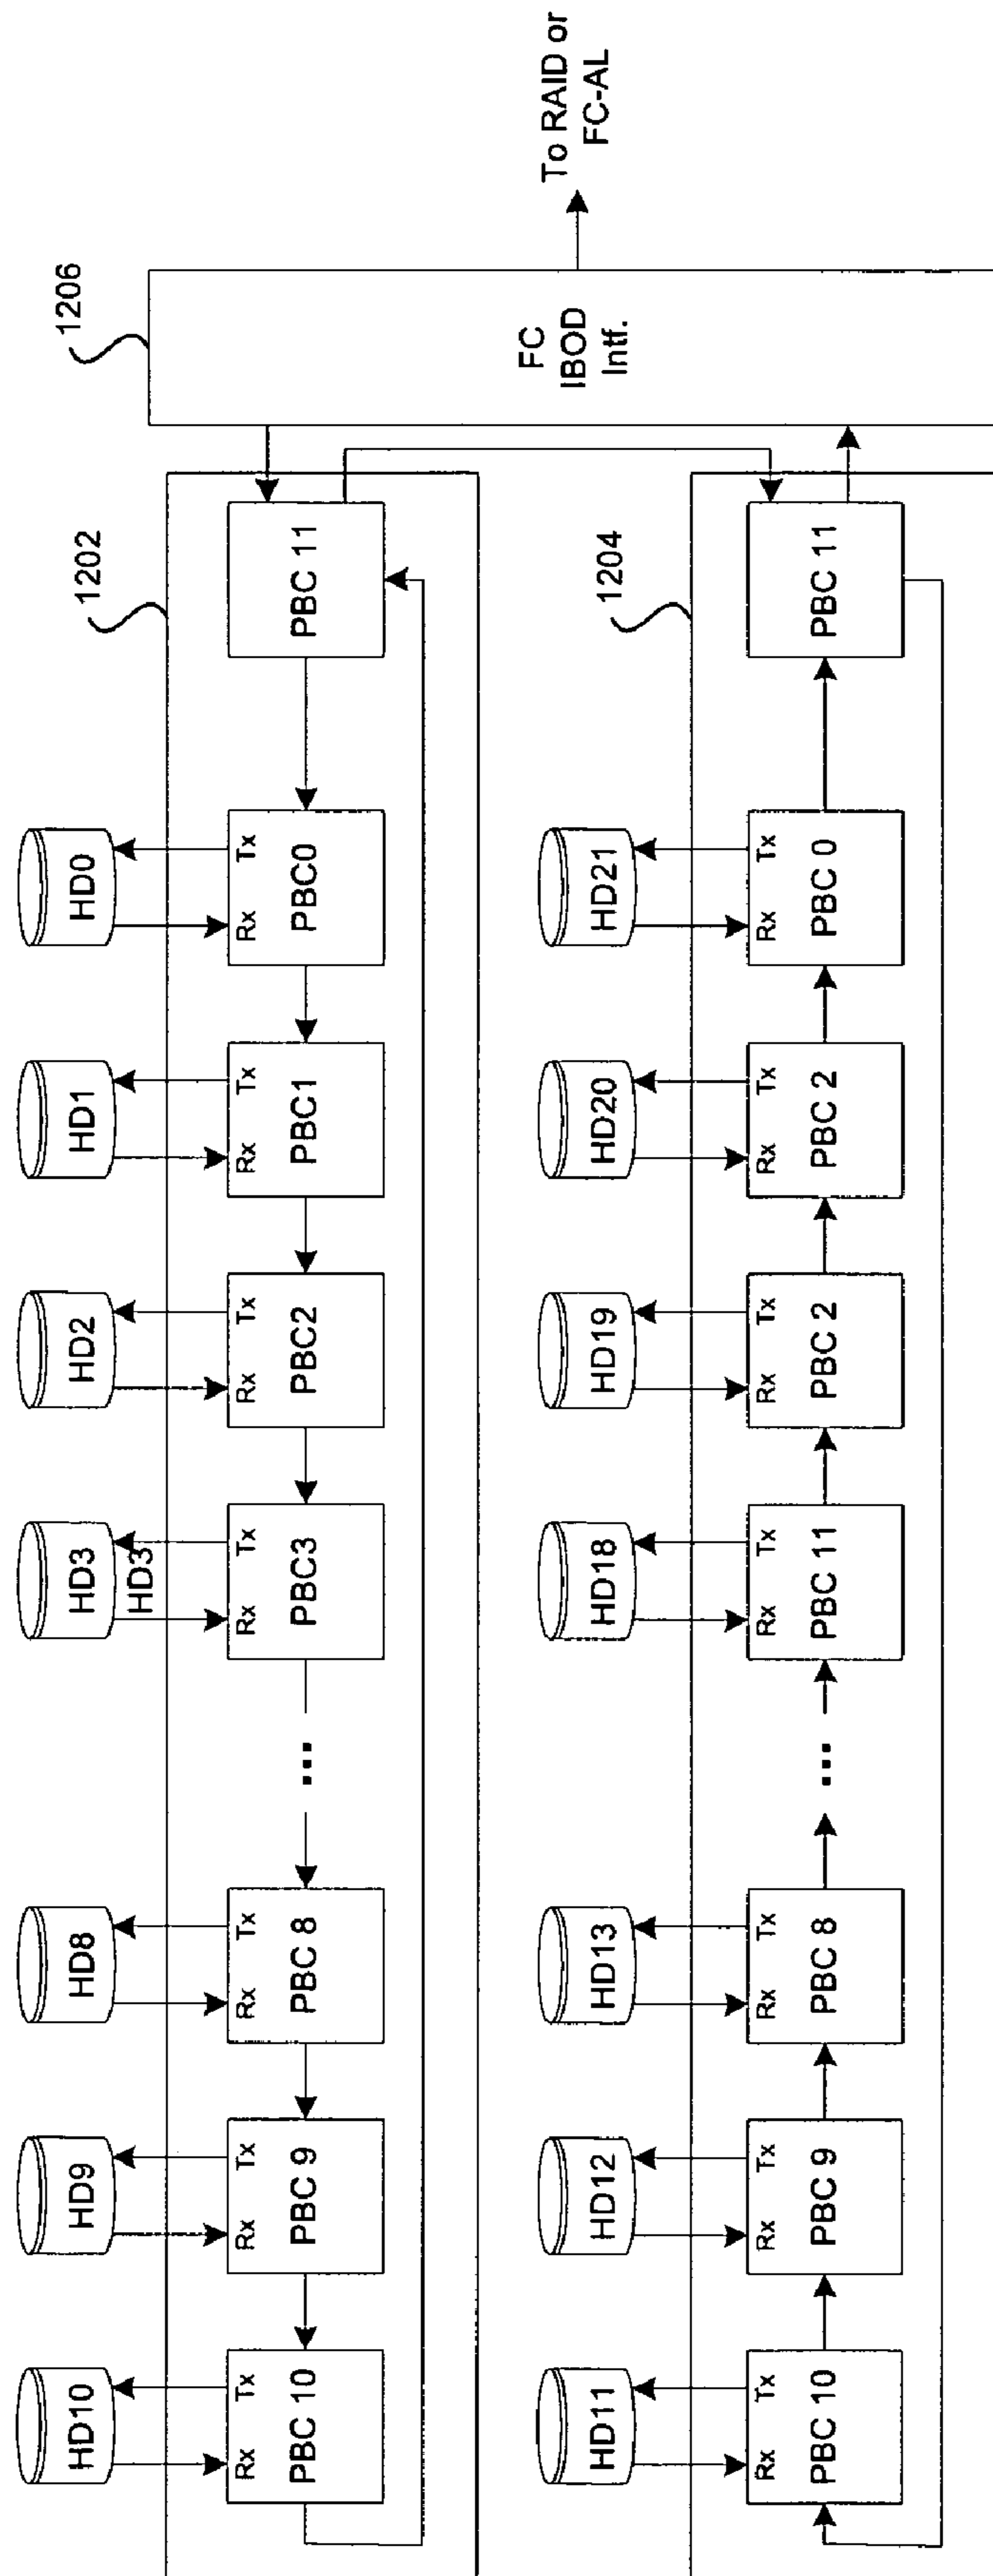 HD10
HD9
HD8
HD3
HD3
HD2
HD1
HD0
1202
1206
Rx Tx
PBC 10
Rx Tx
PBC 9
Rx Tx
PBC 8
...
Rx Tx
PBC3
Rx Tx
PBC2
Rx Tx
PBC1
Rx Tx
PBC0
PBC 11
FC
IBOD
Intf.
To RAID or
FC-AL
HD11
HD12
HD13
HD18
HD19
HD20
HD21
1204
Rx Tx
PBC 10
Rx Tx
PBC 9
Rx Tx
PBC 8
...
Rx Tx
PBC 11
Rx Tx
PBC 2
Rx Tx
PBC 2
Rx Tx
PBC 0
PBC 11